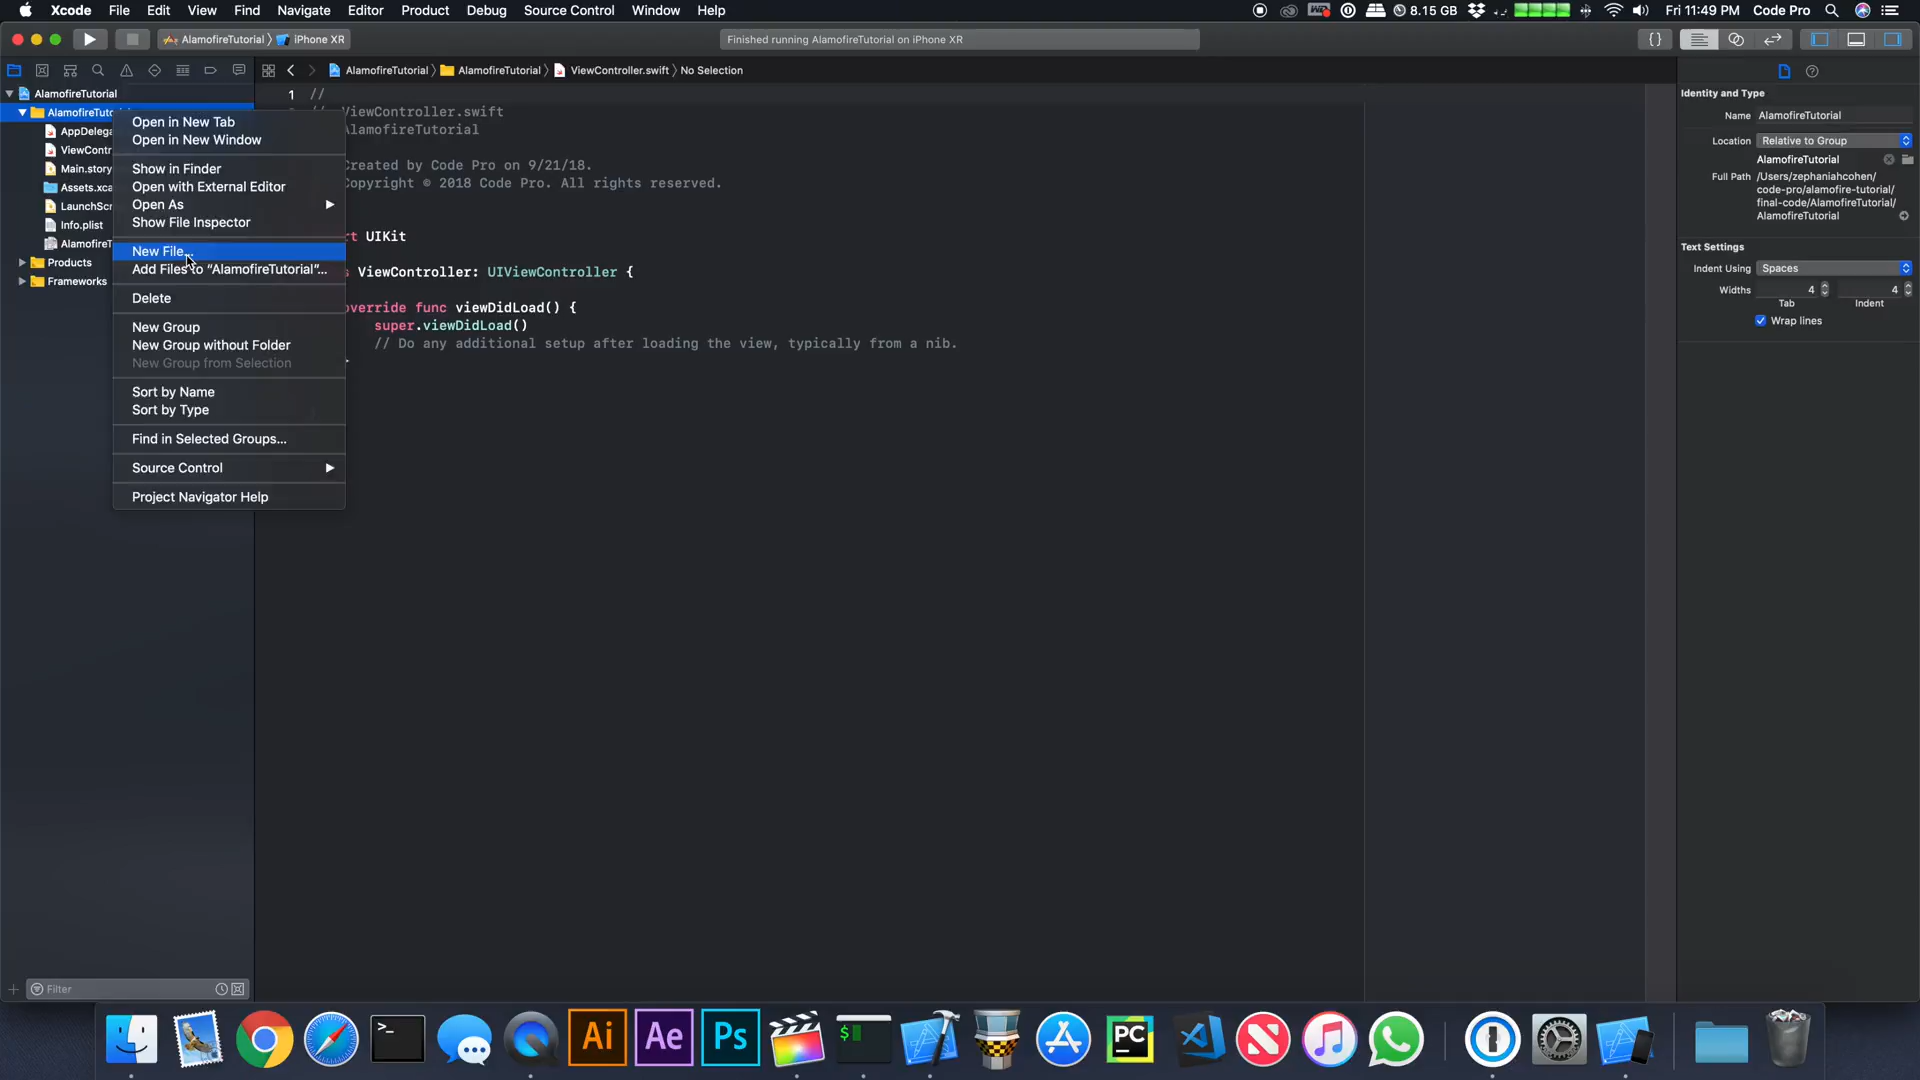 Xcode File Edit View Find Navigate Editor Product Debug Source Control Window Help 8.15 GB Fri 11:49 PM Code Pro
AlamofireTutorial iPhone XR Finished running AlamofireTutorial on iPhone XR { }
AlamofireTutorial AlamofireTutorial ViewController.swift No Selection
AlamofireTutorial
AlamofireTuto
AppDelega
ViewContr
Main.story
Assets.xca
LaunchScr
Info.plist
AlamofireT
Products
Frameworks
Filter
Open in New Tab
Open in New Window
Show in Finder
Open with External Editor
Open As
Show File Inspector
New File...
Add Files to “AlamofireTutorial”...
Delete
New Group
New Group without Folder
New Group from Selection
Sort by Name
Sort by Type
Find in Selected Groups...
Source Control
Project Navigator Help
1 //
ViewController.swift
AlamofireTutorial
Created by Code Pro on 9/21/18.
Copyright © 2018 Code Pro. All rights reserved.
rt UIKit
s ViewController: UIViewController {
override func viewDidLoad() {
super.viewDidLoad()
// Do any additional setup after loading the view, typically from a nib.
Identity and Type
Name AlamofireTutorial
Location Relative to Group
AlamofireTutorial
Full Path /Users/zephaniahcohen/
code-pro/alamofire-tutorial/
final-code/AlamofireTutorial/
AlamofireTutorial
Text Settings
Indent Using Spaces
Widths 4 4
Tab Indent
Wrap lines
>_ Ai Ae Ps $ PC